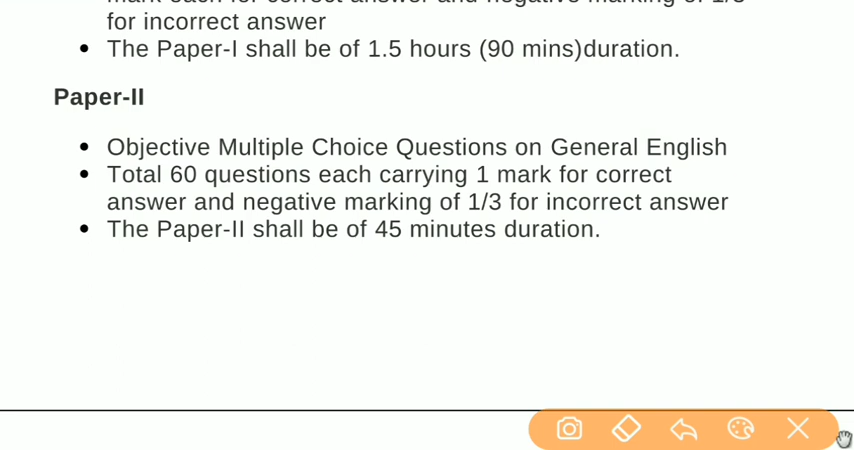 for incorrect answer
• The Paper-I shall be of 1.5 hours (90 mins)duration.
Paper-II
• Objective Multiple Choice Questions on General English
• Total 60 questions each carrying 1 mark for correct
answer and negative marking of 1/3 for incorrect answer
• The Paper-II shall be of 45 minutes duration.